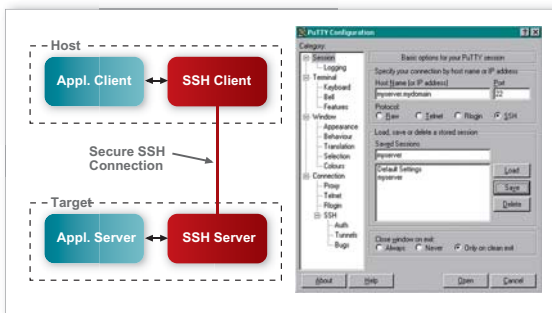 Host
Appl. Client
SSH Client
Secure SSH
Connection
Target
Appl. Server
SSH Server
PuTTY Configuration
Category:
Session
Logging
Terminal
Keyboard
Bell
Features
Window
Appearance
Behaviour
Translation
Selection
Colours
Connection
Proxy
Telnet
Rlogin
SSH
Auth
Tunnels
Bugs
Basic options for your PuTTY session
Specify your connection by host name or IP address
Host Name (or IP address)
Port
myserver.mydomain
22
Protocol:
Raw
Telnet
Rlogin
SSH
Load, save or delete a stored session
Saved Sessions
myserver
Default Settings
myserver
Load
Save
Delete
Close window on exit:
Always
Never
Only on clean exit
About
Help
Open
Cancel